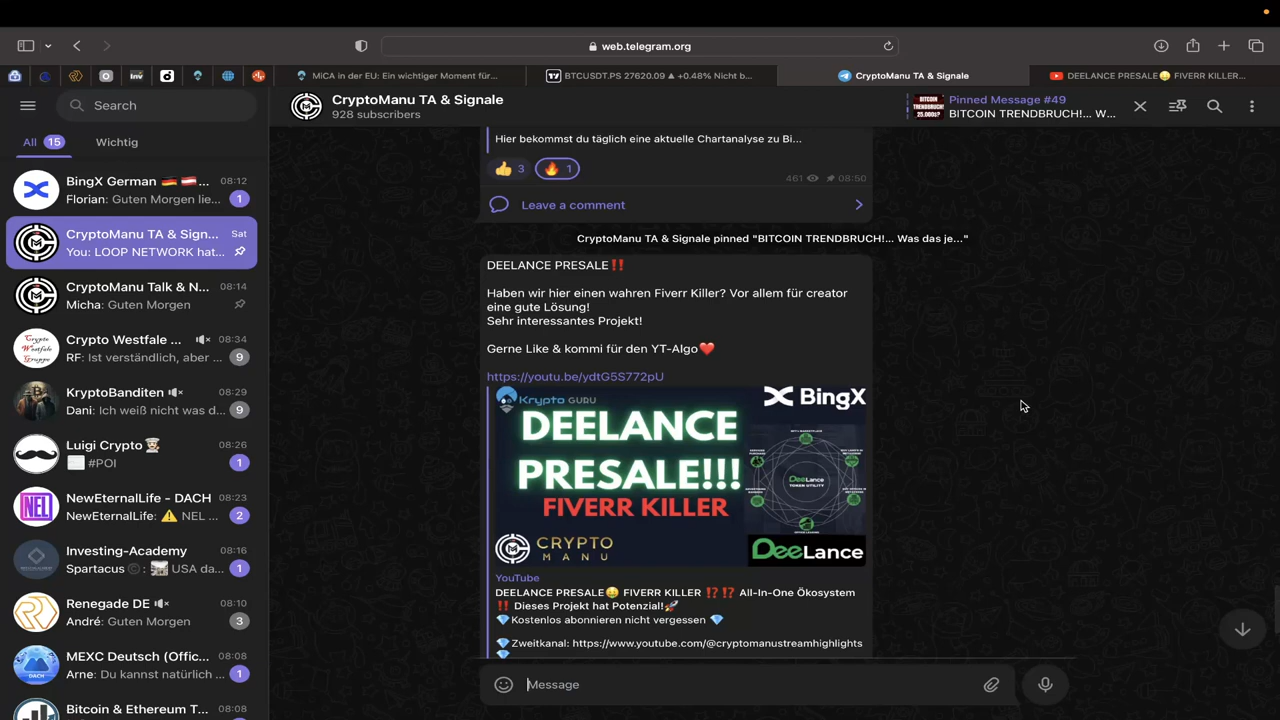 web.telegram.org
MiCA in der EU: Ein wichtiger Moment für...
BTCUSDT.PS 27620.09 ▲ +0.48% Nicht b...
CryptoManu TA & Signale
DEELANCE PRESALE🤑 FIVERR KILLER...
Search
All 15
Wichtig
BingX German 🇩🇪 🇦🇹... 08:12
Florian: Guten Morgen lie... 1
CryptoManu TA & Sign... Sat
You: LOOP NETWORK hat...
CryptoManu Talk & N... 08:14
Micha: Guten Morgen
Crypto Westfale ... 08:34
RF: Ist verständlich, aber ... 9
KryptoBanditen 08:29
Dani: Ich weiß nicht was d... 9
Luigi Crypto 08:26
#POI 1
NewEternalLife - DACH 08:23
NewEternalLife: ⚠️ NEL ... 2
Investing-Academy 08:16
Spartacus ©: USA da... 1
Renegade DE 08:10
André: Guten Morgen 3
MEXC Deutsch (Offic... 08:08
Arne: Du kannst natürlich ... 1
Bitcoin & Ethereum T... 08:08
CryptoManu TA & Signale
928 subscribers
Pinned Message #49
BITCOIN TRENDBRUCH!... W...
Hier bekommst du täglich eine aktuelle Chartanalyse zu Bi...
👍 3 🔥 1
461 08:50
Leave a comment
CryptoManu TA & Signale pinned "BITCOIN TRENDBRUCH!... Was das je..."
DEELANCE PRESALE‼️
Haben wir hier einen wahren Fiverr Killer? Vor allem für creator
eine gute Lösung!
Sehr interessantes Projekt!
Gerne Like & kommi für den YT-Algo❤️
https://youtu.be/ydtG5S772pU
Krypto GURU
BingX
DEELANCE
PRESALE!!!
FIVERR KILLER
CRYPTO
MANU
DeeLance
TOKEN UTILITY
DeeLance
YouTube
DEELANCE PRESALE🤑 FIVERR KILLER ⁉️⁉️ All-In-One Ökosystem
‼️ Dieses Projekt hat Potenzial!🚀
💎Kostenlos abonnieren nicht vergessen 💎
💎Zweitkanal: https://www.youtube.com/@cryptomanustreamhighlights
💎
Message